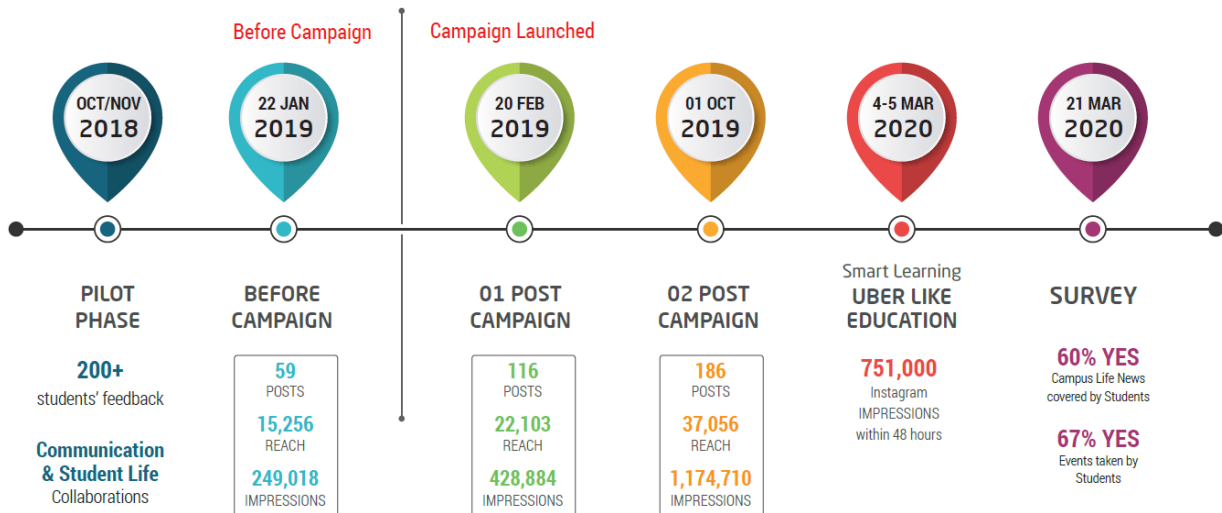 Before Campaign
Campaign Launched
OCT/NOV
2018
22 JAN
2019
20 FEB
2019
01 OCT
2019
4-5 MAR
2020
21 MAR
2020
PILOT
PHASE
200+
students' feedback
Communication
& Student Life
Collaborations
BEFORE
CAMPAIGN
59
POSTS
15,256
REACH
249,018
IMPRESSIONS
01 POST
CAMPAIGN
116
POSTS
22,103
REACH
428,884
IMPRESSIONS
02 POST
CAMPAIGN
186
POSTS
37,056
REACH
1,174,710
IMPRESSIONS
Smart Learning
UBER LIKE
EDUCATION
751,000
Instagram
IMPRESSIONS
within 48 hours
SURVEY
60% YES
Campus Life News
covered by Students
67% YES
Events taken by
Students